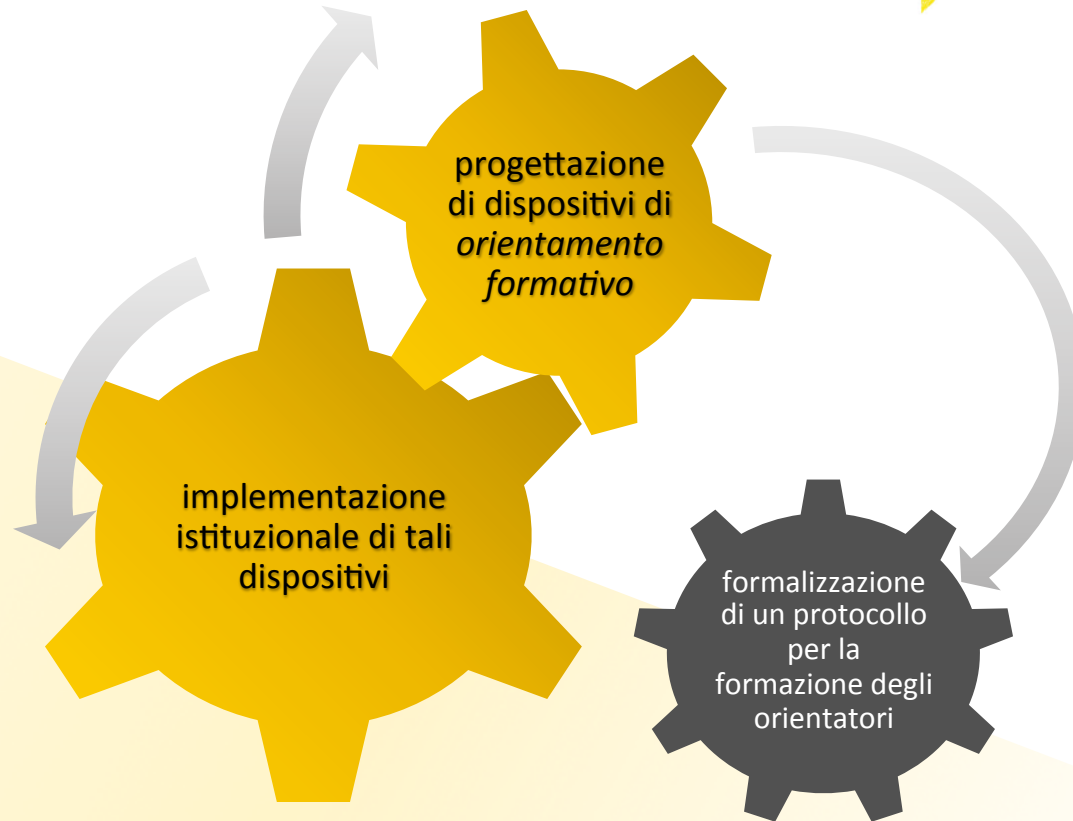 progettazione
di dispositivi di
orientamento
formativo
implementazione
istituzionale di tali
dispositivi
formalizzazione
di un protocollo
per la
formazione degli
orientatori